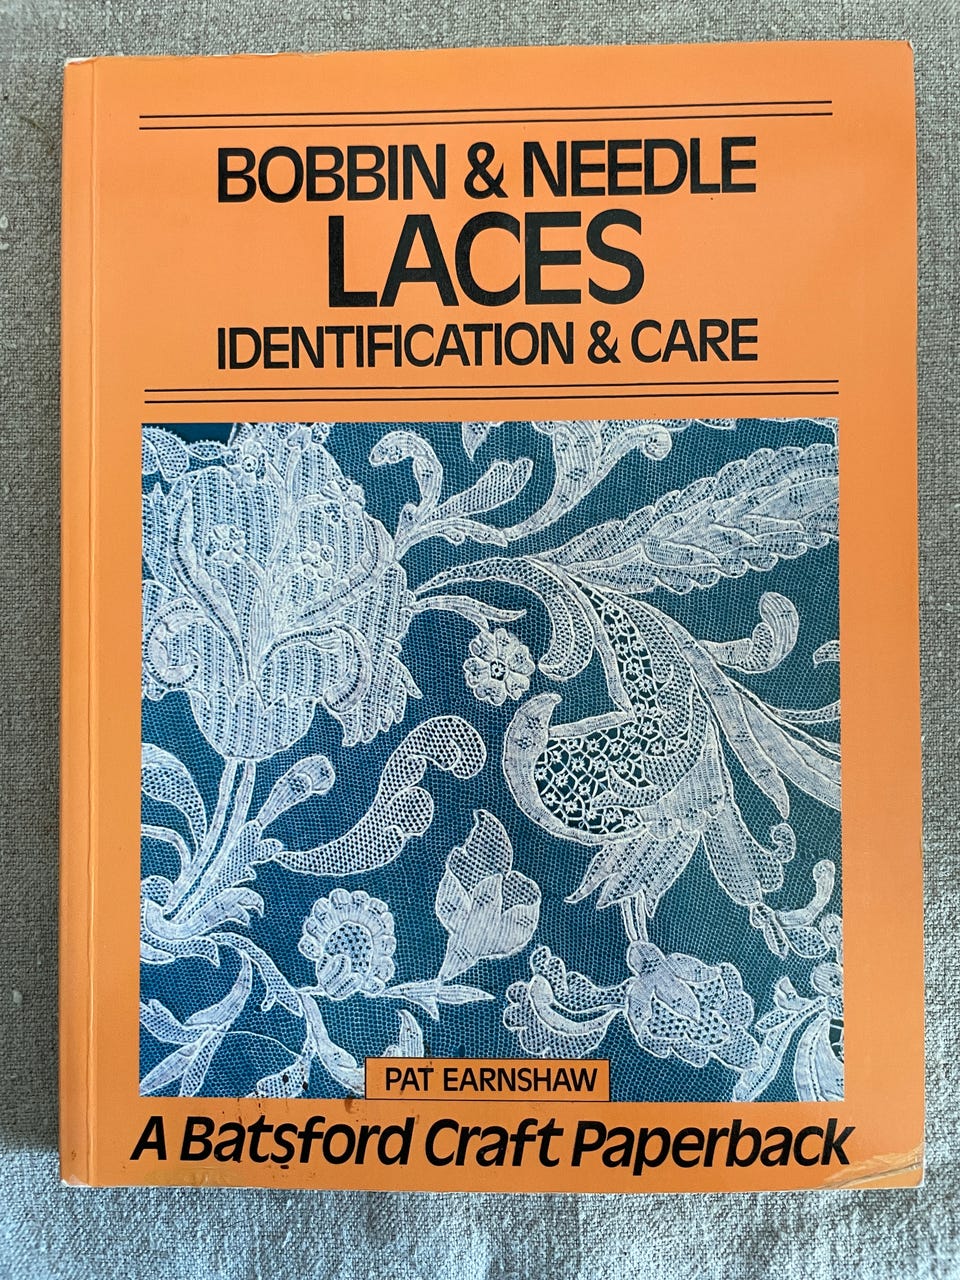 BOBBIN & NEEDLE
LACES
IDENTIFICATION & CARE
PAT EARNSHAW
A Batsford Craft Paperback